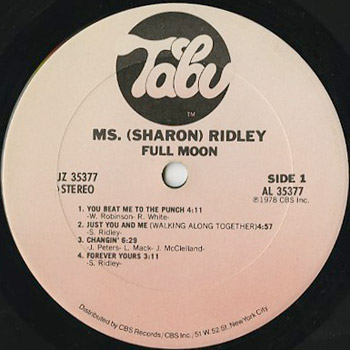 Tabu
TM
MS. (SHARON) RIDLEY
FULL MOON
JZ 35377
STEREO
SIDE 1
AL 35377
℗1978 CBS Inc.
1. YOU BEAT ME TO THE PUNCH 4:11
-W. Robinson- R. White-
2. JUST YOU AND ME (WALKING ALONG TOGETHER) 4:57
-S. Ridley-
3. CHANGIN' 6:29
-J. Peters- L. Mack- J. McClelland-
4. FOREVER YOURS 3:11
-S. Ridley-
Distributed by CBS Records/CBS Inc./51 W. 52 St. New York City